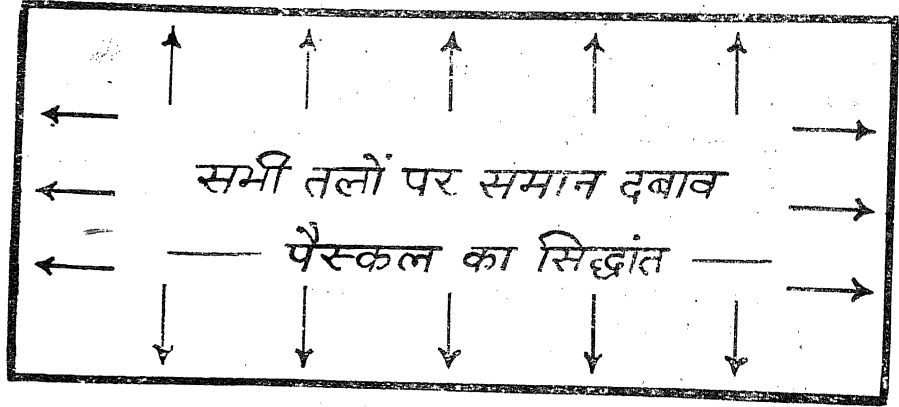 सभी तलों पर समान दबाव
— पैस्कल का सिद्धांत —